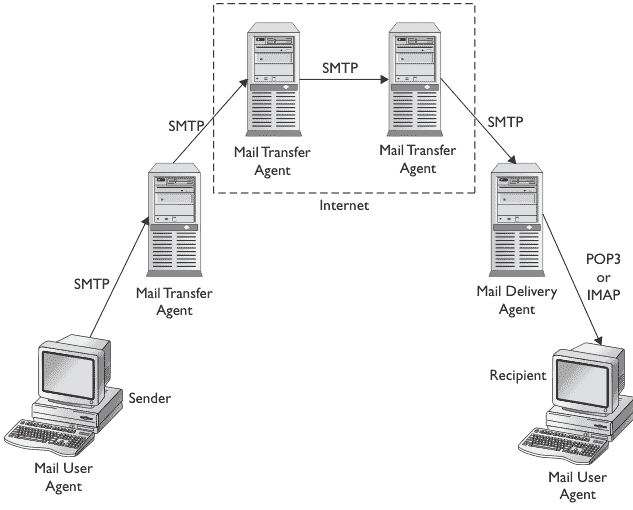 SMTP
SMTP
SMTP
Mail Transfer
Agent
Mail Transfer
Agent
Internet
SMTP
Mail Transfer
Agent
Mail Delivery
Agent
POP3
or
IMAP
Sender
Recipient
Mail User
Agent
Mail User
Agent